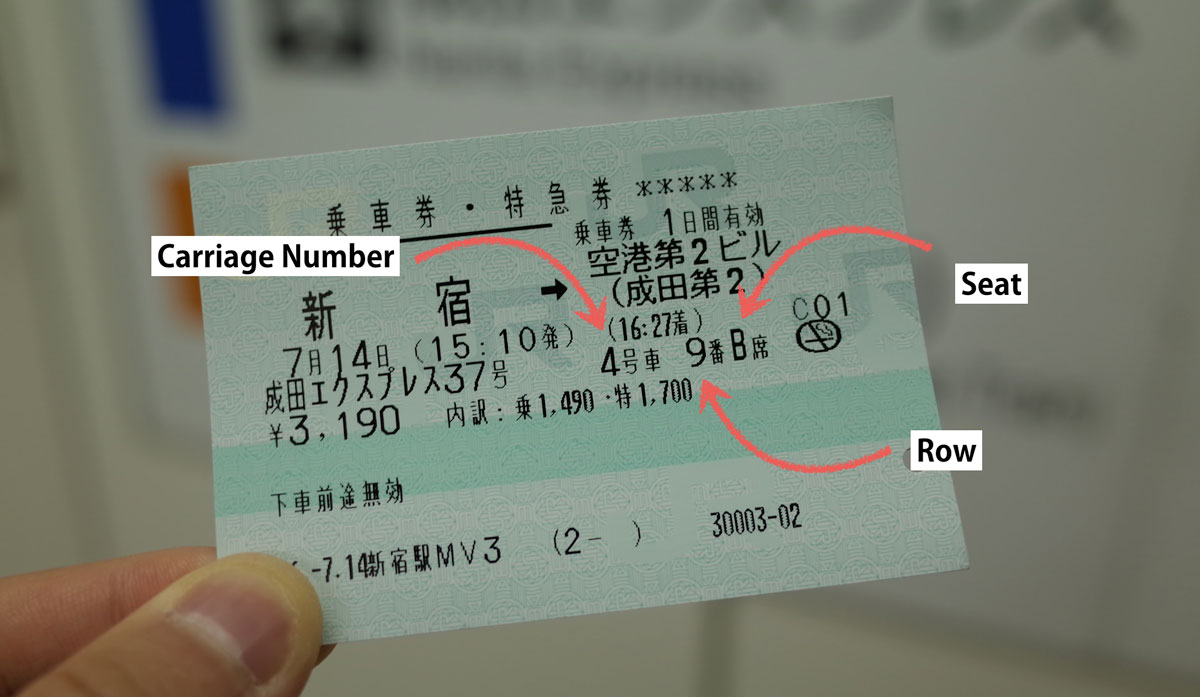 乗車券・特急券 *****
乗車券 1日間有効
Carriage Number
新宿 ➡ 空港第2ビル
(成田第2)
Seat
7月14日 (15:10発) (16:27着) C01
成田エクスプレス37号 4号車 9番B席
¥3,190 内訳:乗1,490・特1,700
Row
下車前途無効
-7.14新宿駅MV3 (2- ) 30003-02